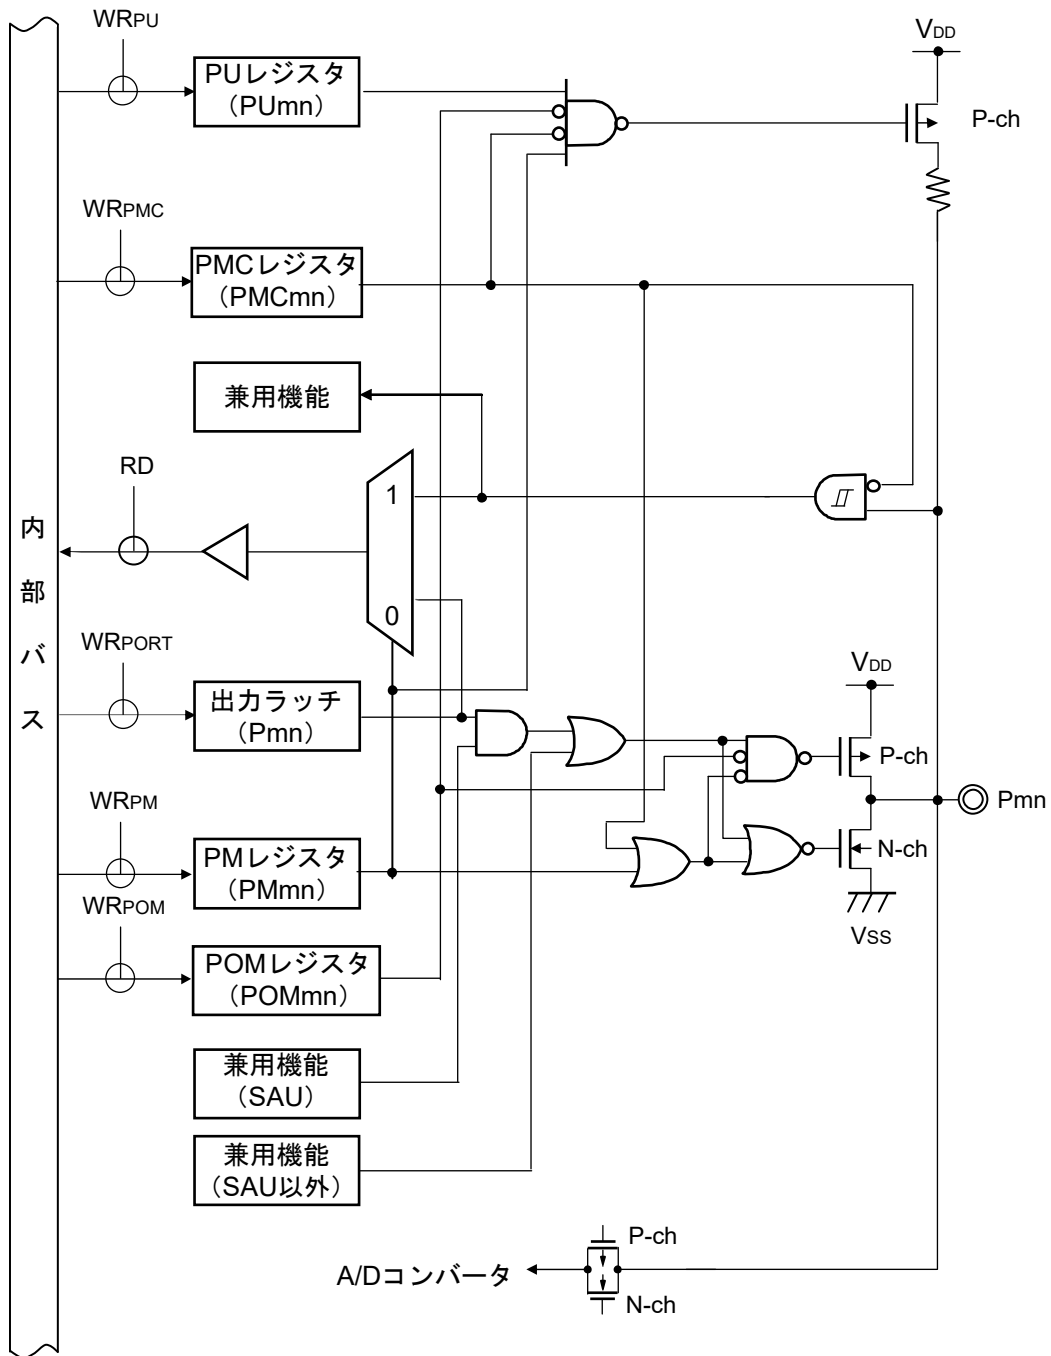 WRPU
VDD
PUレジスタ
(PUmn)
P-ch
WRPMC
PMCレジスタ
(PMCmn)
兼用機能
RD
1
0
内部バス
WRPORT
出力ラッチ
(Pmn)
VDD
P-ch
Pmn
WRPM
PMレジスタ
(PMmn)
N-ch
VSS
WRPOM
POMレジスタ
(POMmn)
兼用機能
(SAU)
兼用機能
(SAU以外)
P-ch
A/Dコンバータ
N-ch